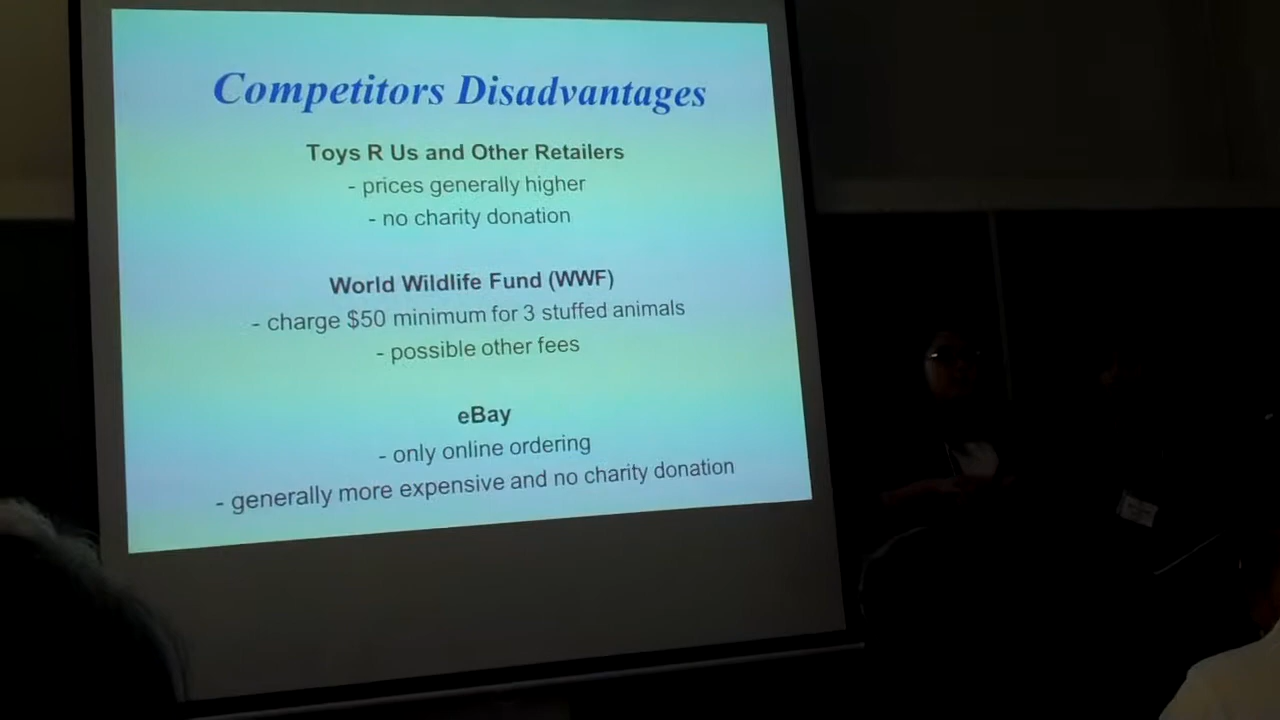 Competitors Disadvantages
Toys R Us and Other Retailers
- prices generally higher
- no charity donation
World Wildlife Fund (WWF)
- charge $50 minimum for 3 stuffed animals
- possible other fees
eBay
- only online ordering
- generally more expensive and no charity donation